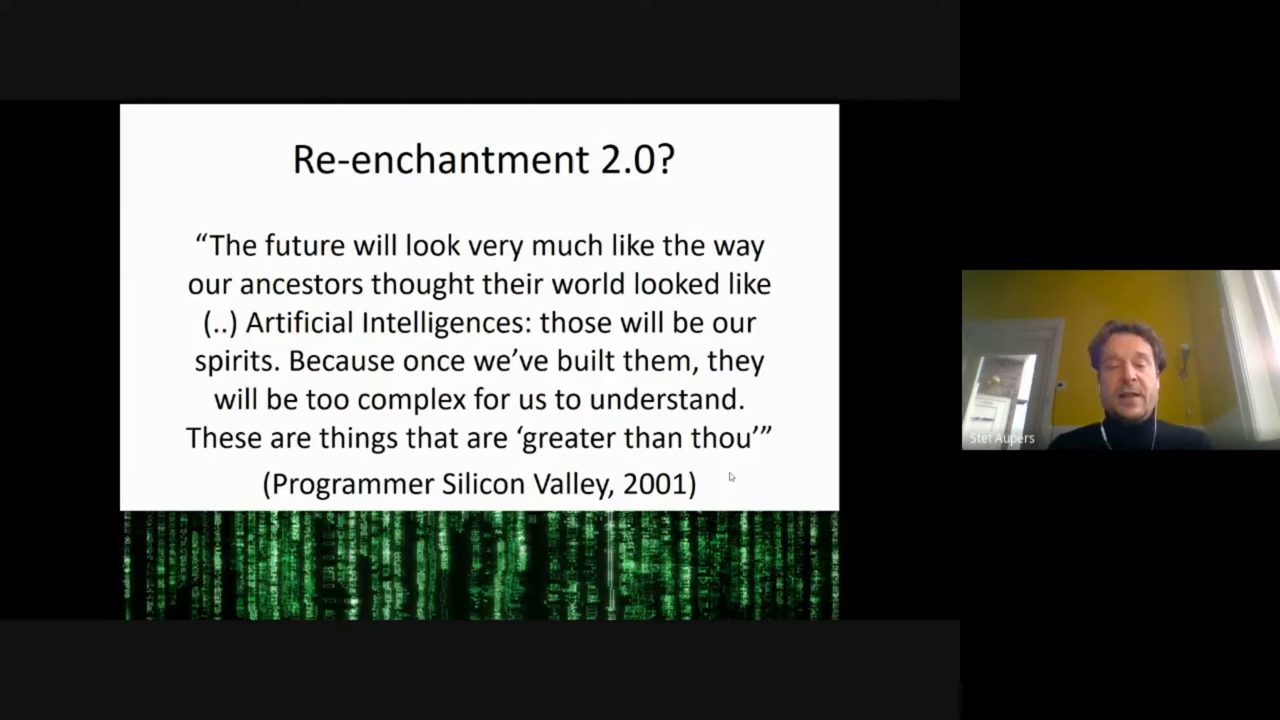 Re-enchantment 2.0?
“The future will look very much like the way
our ancestors thought their world looked like
(..) Artificial Intelligences: those will be our
spirits. Because once we’ve built them, they
will be too complex for us to understand.
These are things that are ‘greater than thou’”
(Programmer Silicon Valley, 2001)
Stef Aupers